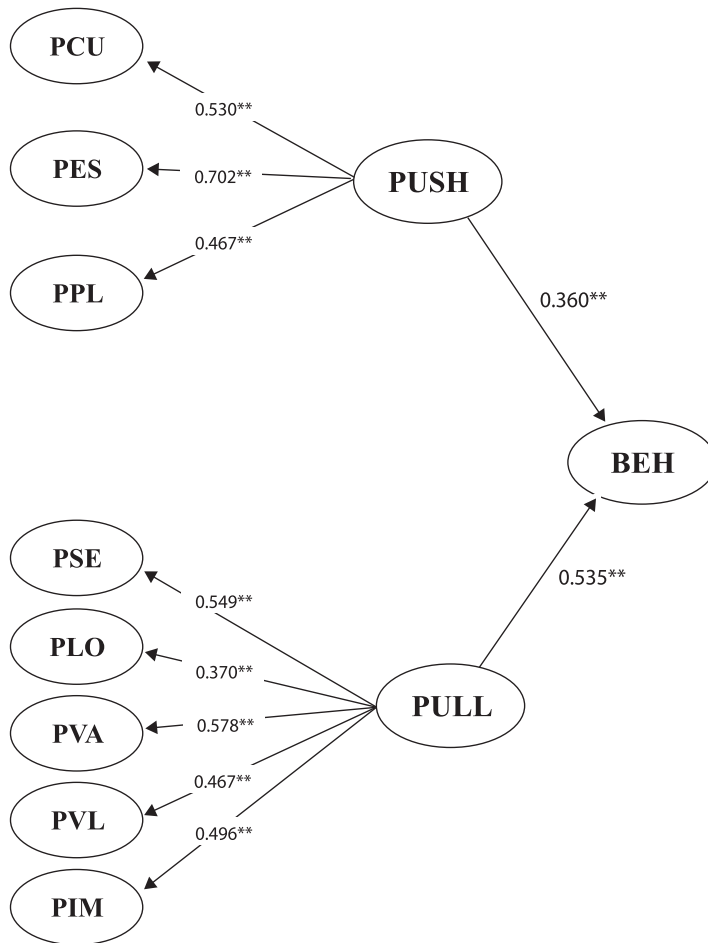 PCU
0.530**
PES
0.702**
PUSH
0.467**
PPL
0.360**
BEH
PSE
0.549**
0.535**
PLO
0.370**
PULL
PVA
0.578**
PVL
0.467**
0.496**
PIM